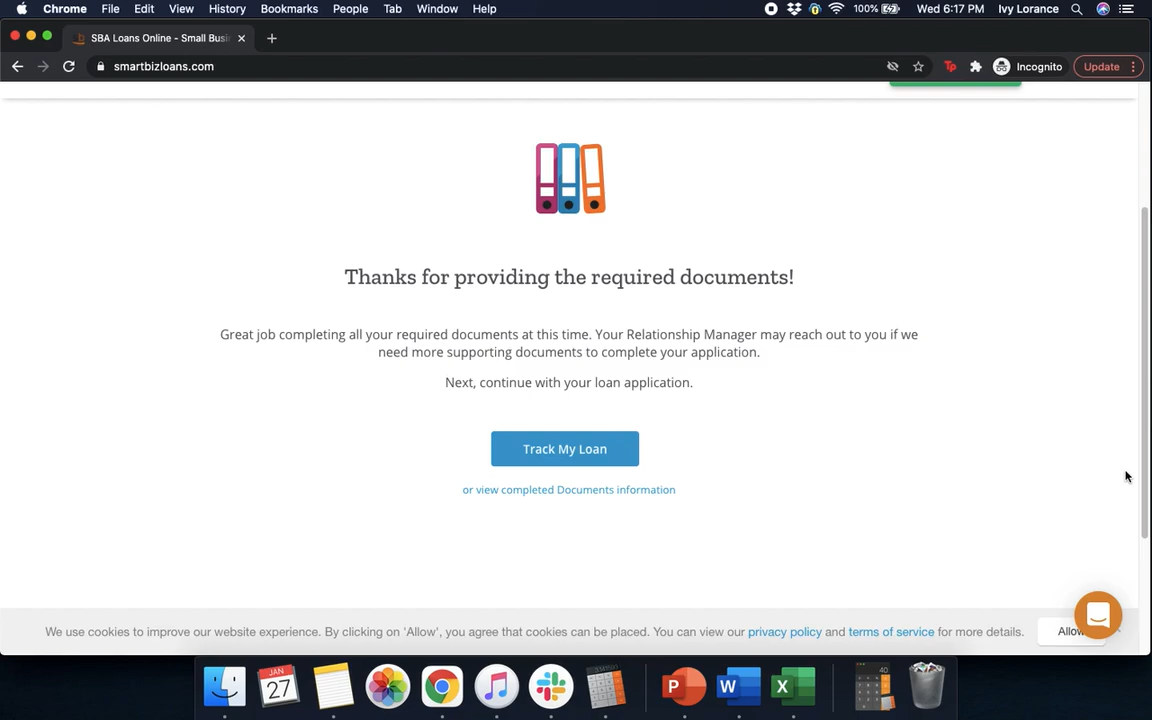 Chrome File Edit View History Bookmarks People Tab Window Help 100% Wed 6:17 PM Ivy Lorance
SBA Loans Online - Small Busi
smartbizloans.com Incognito Update
Thanks for providing the required documents!
Great job completing all your required documents at this time. Your Relationship Manager may reach out to you if we
need more supporting documents to complete your application.
Next, continue with your loan application.
Track My Loan
or view completed Documents information
We use cookies to improve our website experience. By clicking on 'Allow', you agree that cookies can be placed. You can view our privacy policy and terms of service for more details. Allow
JAN
27
P W X
40